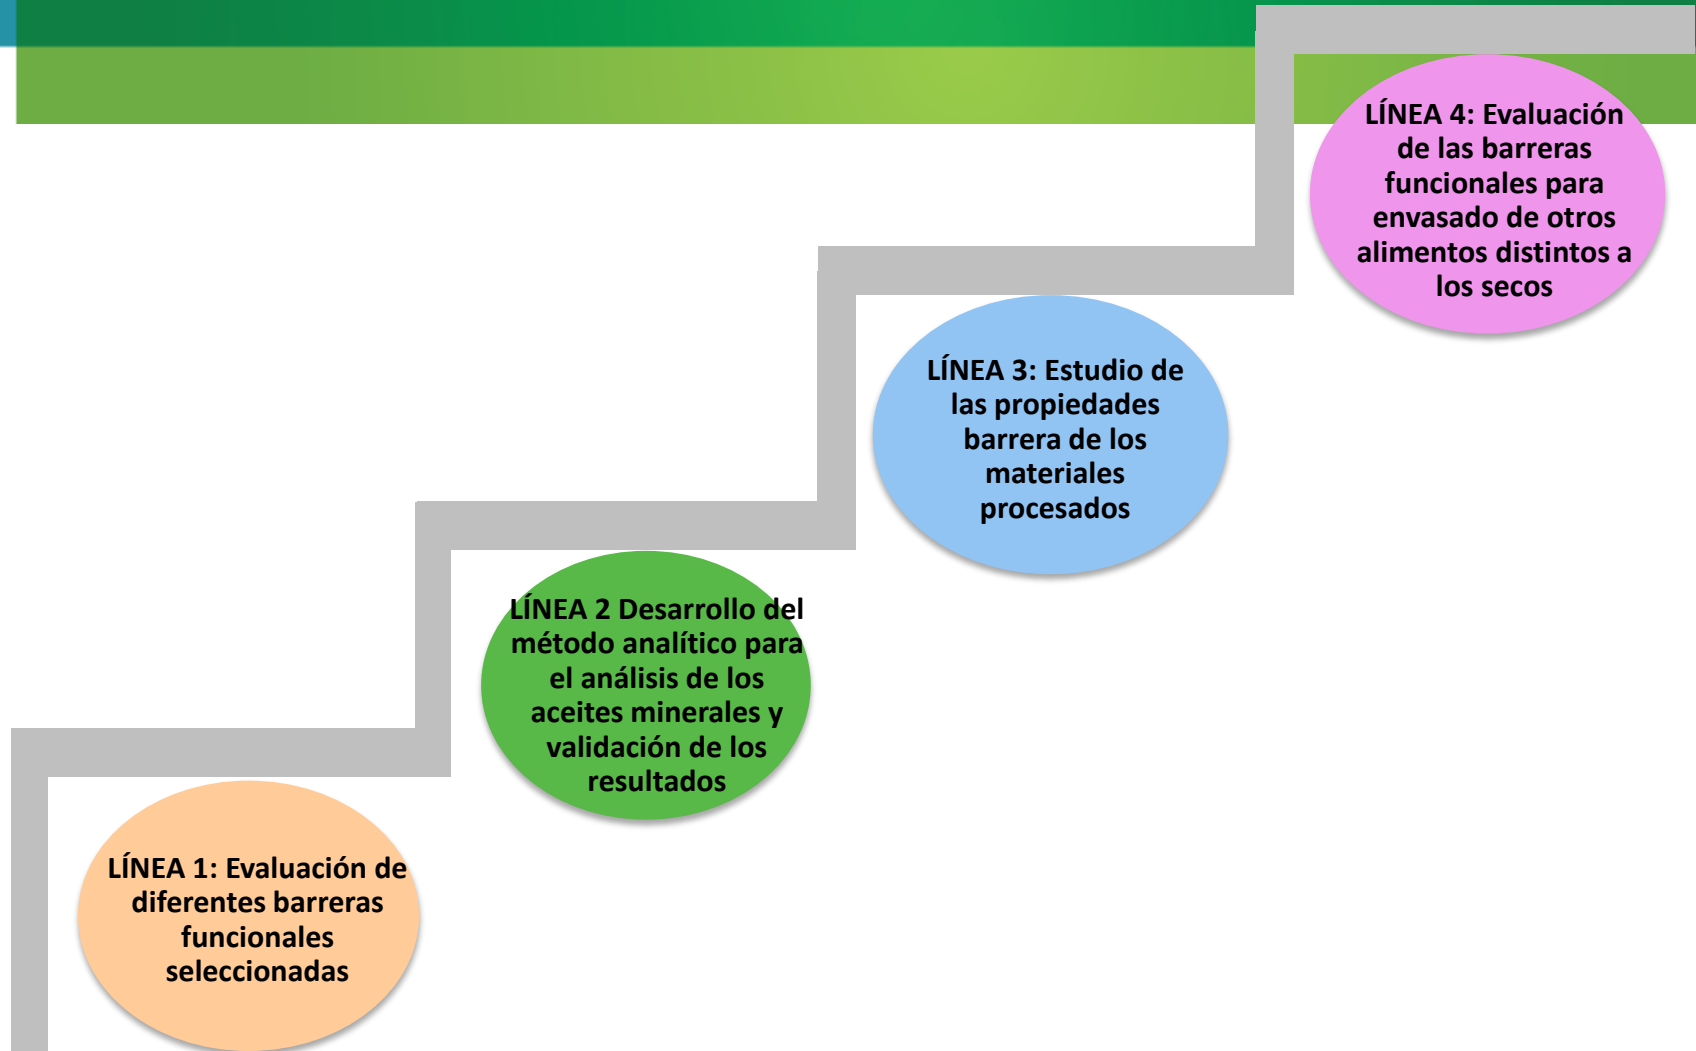 LÍNEA 1: Evaluación de
diferentes barreras
funcionales
seleccionadas
LÍNEA 2 Desarrollo del
método analítico para
el análisis de los
aceites minerales y
validación de los
resultados
LÍNEA 3: Estudio de
las propiedades
barrera de los
materiales
procesados
LÍNEA 4: Evaluación
de las barreras
funcionales para
envasado de otros
alimentos distintos a
los secos